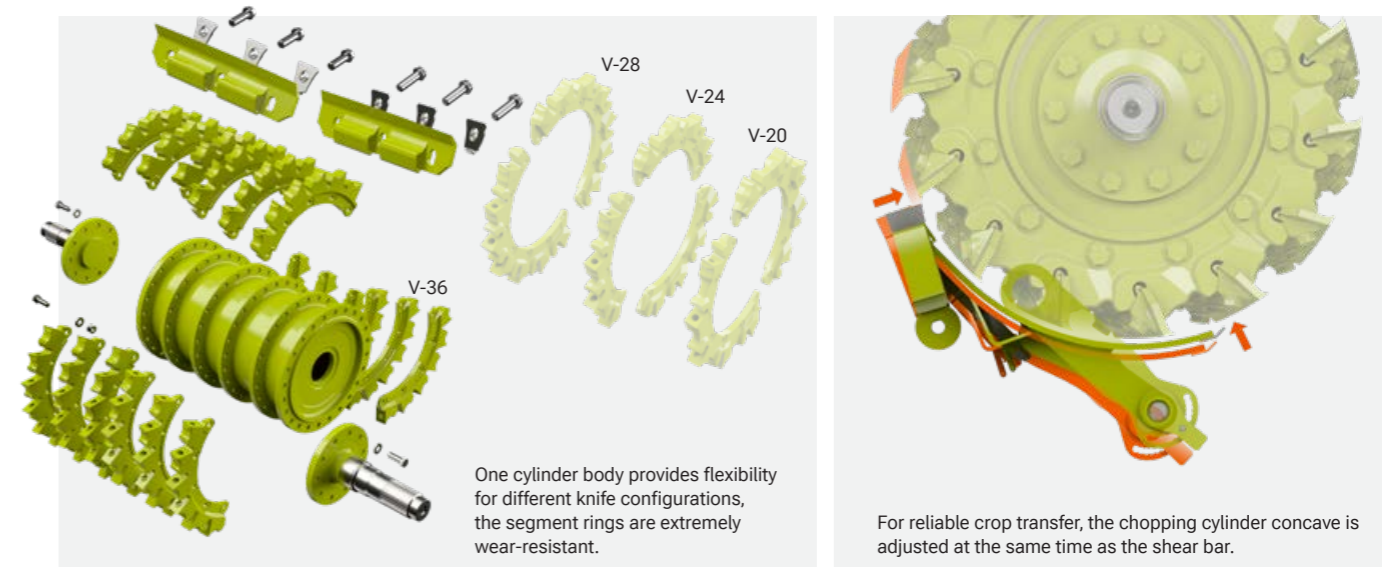 V-28
V-24
V-20
V-36
One cylinder body provides flexibility
for different knife configurations,
the segment rings are extremely
wear-resistant.
For reliable crop transfer, the chopping cylinder concave is
adjusted at the same time as the shear bar.